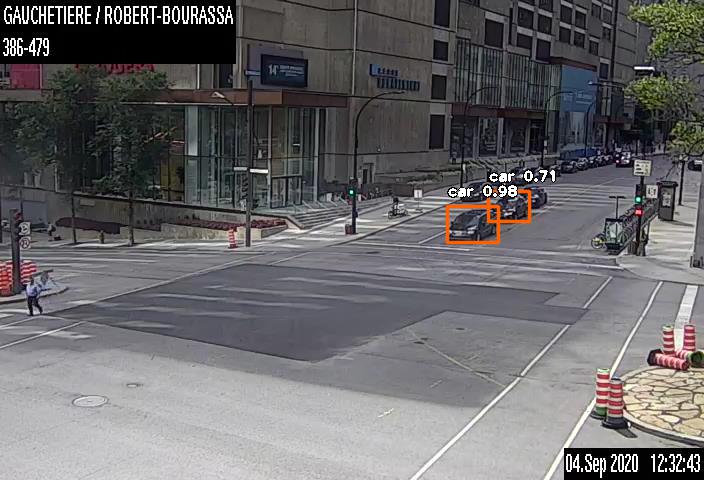 GAUCHETIERE / ROBERT-BOURASSA
386-479
car 0.71
car 0.98
04.Sep 2020 12:32:43